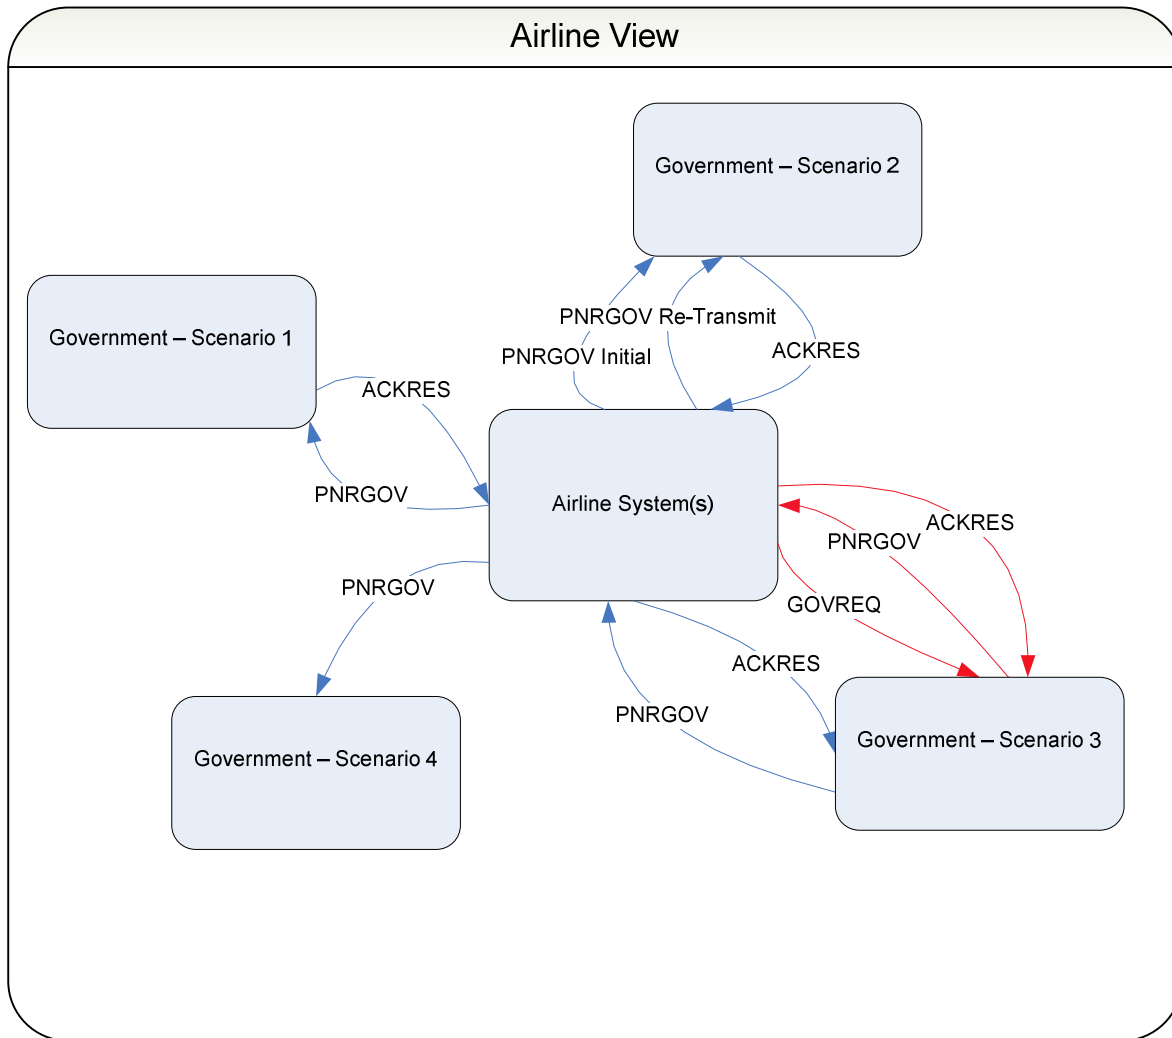 Airline View
Government – Scenario 2
PNRGOV Re-Transmit
Government – Scenario 1
ACKRES
PNRGOV Initial
ACKRES
PNRGOV
Airline System(s)
ACKRES
PNRGOV
PNRGOV
GOVREQ
ACKRES
PNRGOV
Government – Scenario 3
Government – Scenario 4